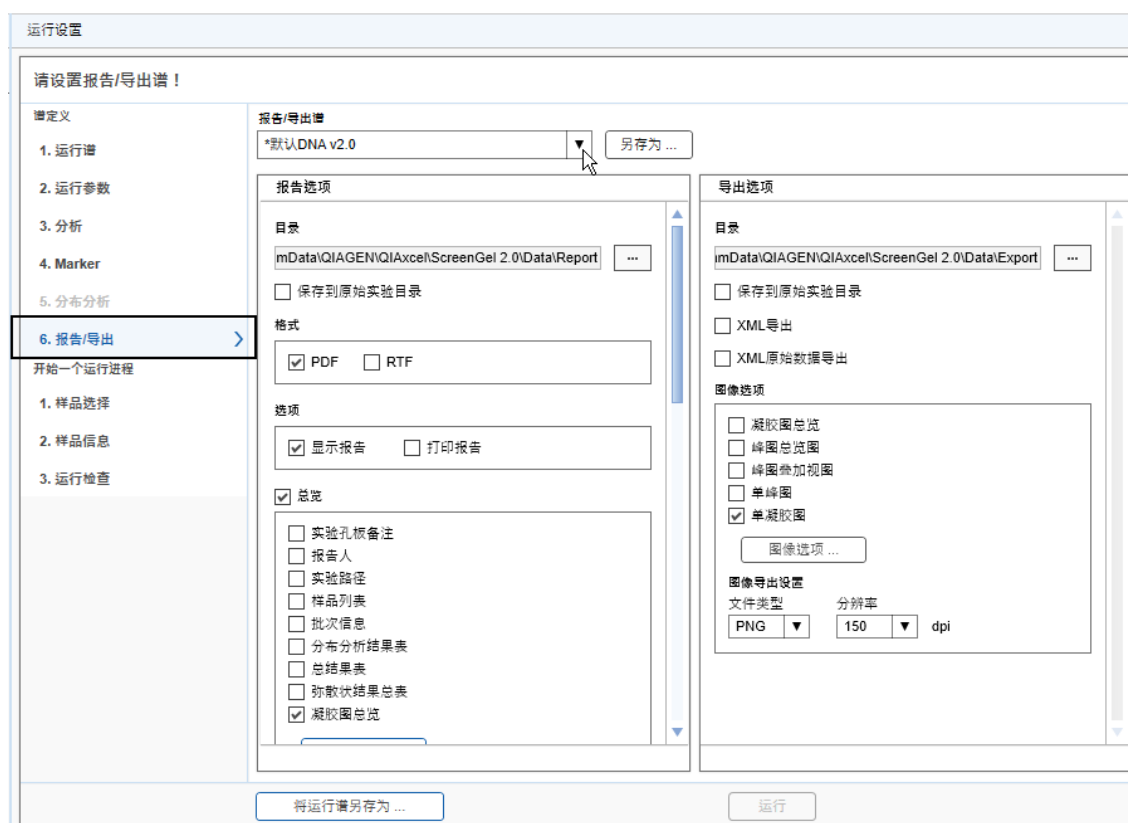 运行设置
请设置报告/导出谱！
谱定义
1. 运行谱
2. 运行参数
3. 分析
4. Marker
5. 分布分析
6. 报告/导出
开始一个运行进程
1. 样品选择
2. 样品信息
3. 运行检查
报告/导出谱
*默认DNA v2.0
另存为 ...
报告选项
目录
mData\QIAGEN\QIAxcel\ScreenGel 2.0\Data\Report
...
保存到原始实验目录
格式
PDF
RTF
选项
显示报告
打印报告
总览
实验孔板备注
报告人
实验路径
样品列表
批次信息
分布分析结果表
总结果表
弥散状结果总表
凝胶图总览
导出选项
目录
mData\QIAGEN\QIAxcel\ScreenGel 2.0\Data\Export
...
保存到原始实验目录
XML导出
XML原始数据导出
图像选项
凝胶图总览
峰图总览图
峰图叠加视图
单峰图
单凝胶图
图像选项 ...
图像导出设置
文件类型
分辨率
PNG
150
dpi
将运行谱另存为 ...
运行